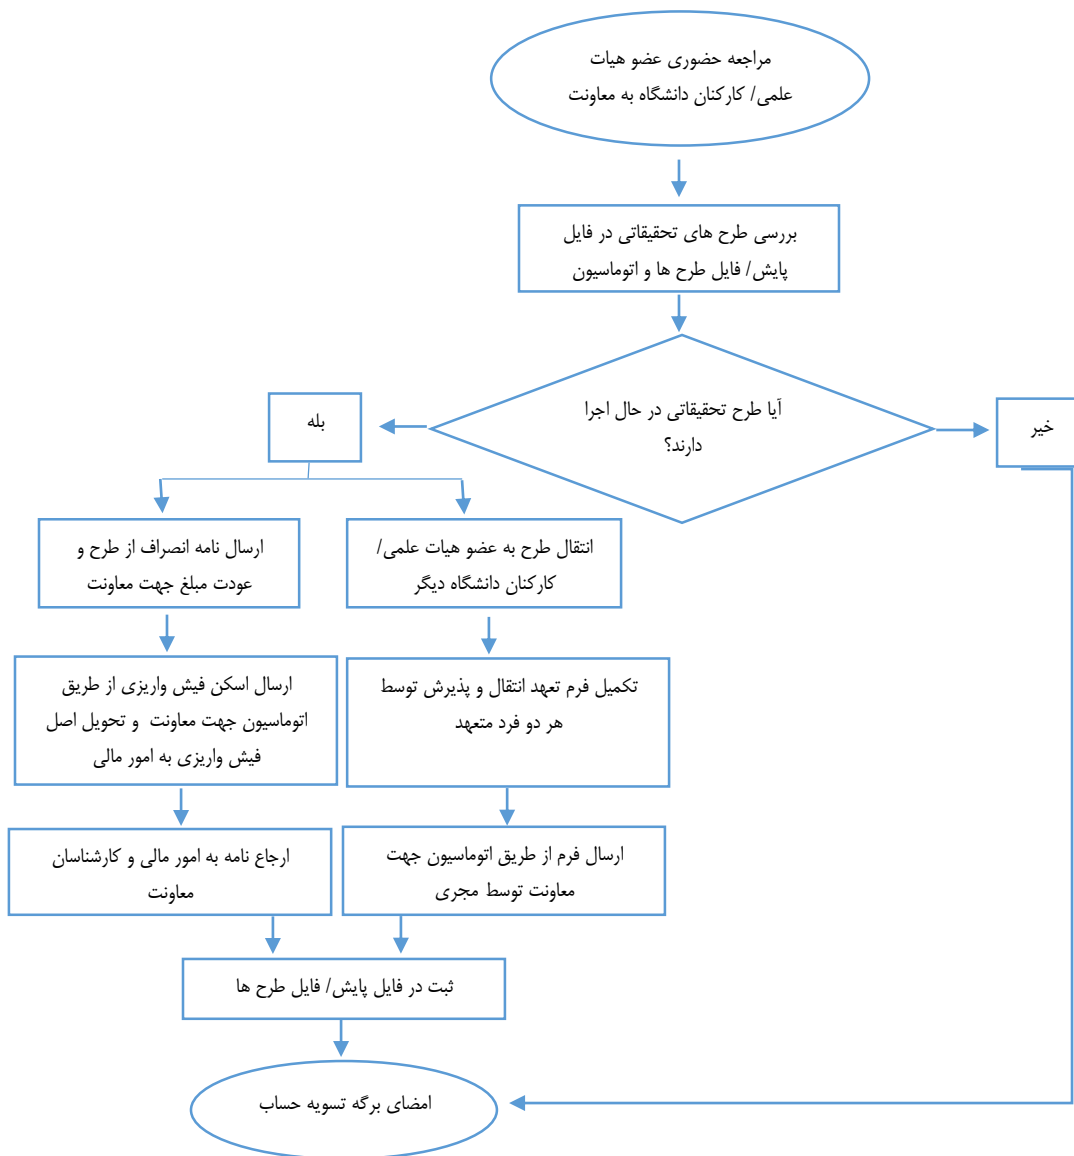 مراجعه حضوری عضو هیات
علمی/ کارکنان دانشگاه به معاونت
بررسی طرح های تحقیقاتی در فایل
پایش/ فایل طرح ها و اتوماسیون
آیا طرح تحقیقاتی در حال اجرا
دارند؟
خیر
بله
انتقال طرح به عضو هیات علمی/
کارکنان دانشگاه دیگر
ارسال نامه انصراف از طرح و
عودت مبلغ جهت معاونت
تکمیل فرم تعهد انتقال و پذیرش توسط
هر دو فرد متعهد
ارسال اسکن فیش واریزی از طریق
اتوماسیون جهت معاونت و تحویل اصل
فیش واریزی به امور مالی
ارسال فرم از طریق اتوماسیون جهت
معاونت توسط مجری
ارجاع نامه به امور مالی و کارشناسان
معاونت
ثبت در فایل پایش/ فایل طرح ها
امضای برگه تسویه حساب